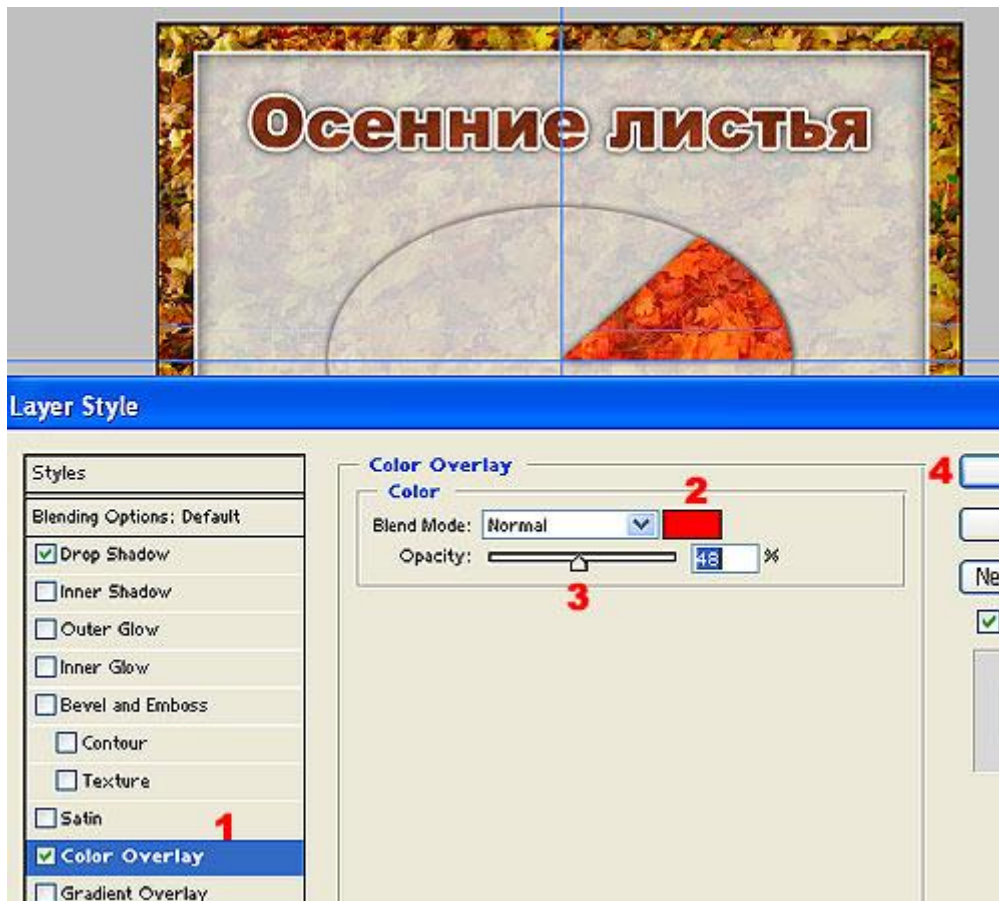 Осенние листья
Layer Style
Styles
Blending Options: Default
Drop Shadow
Inner Shadow
Outer Glow
Inner Glow
Bevel and Emboss
Contour
Texture
Satin
1
Color Overlay
Gradient Overlay
Color Overlay
Color
2
Blend Mode: Normal
Opacity: 48 %
3
4
Ne